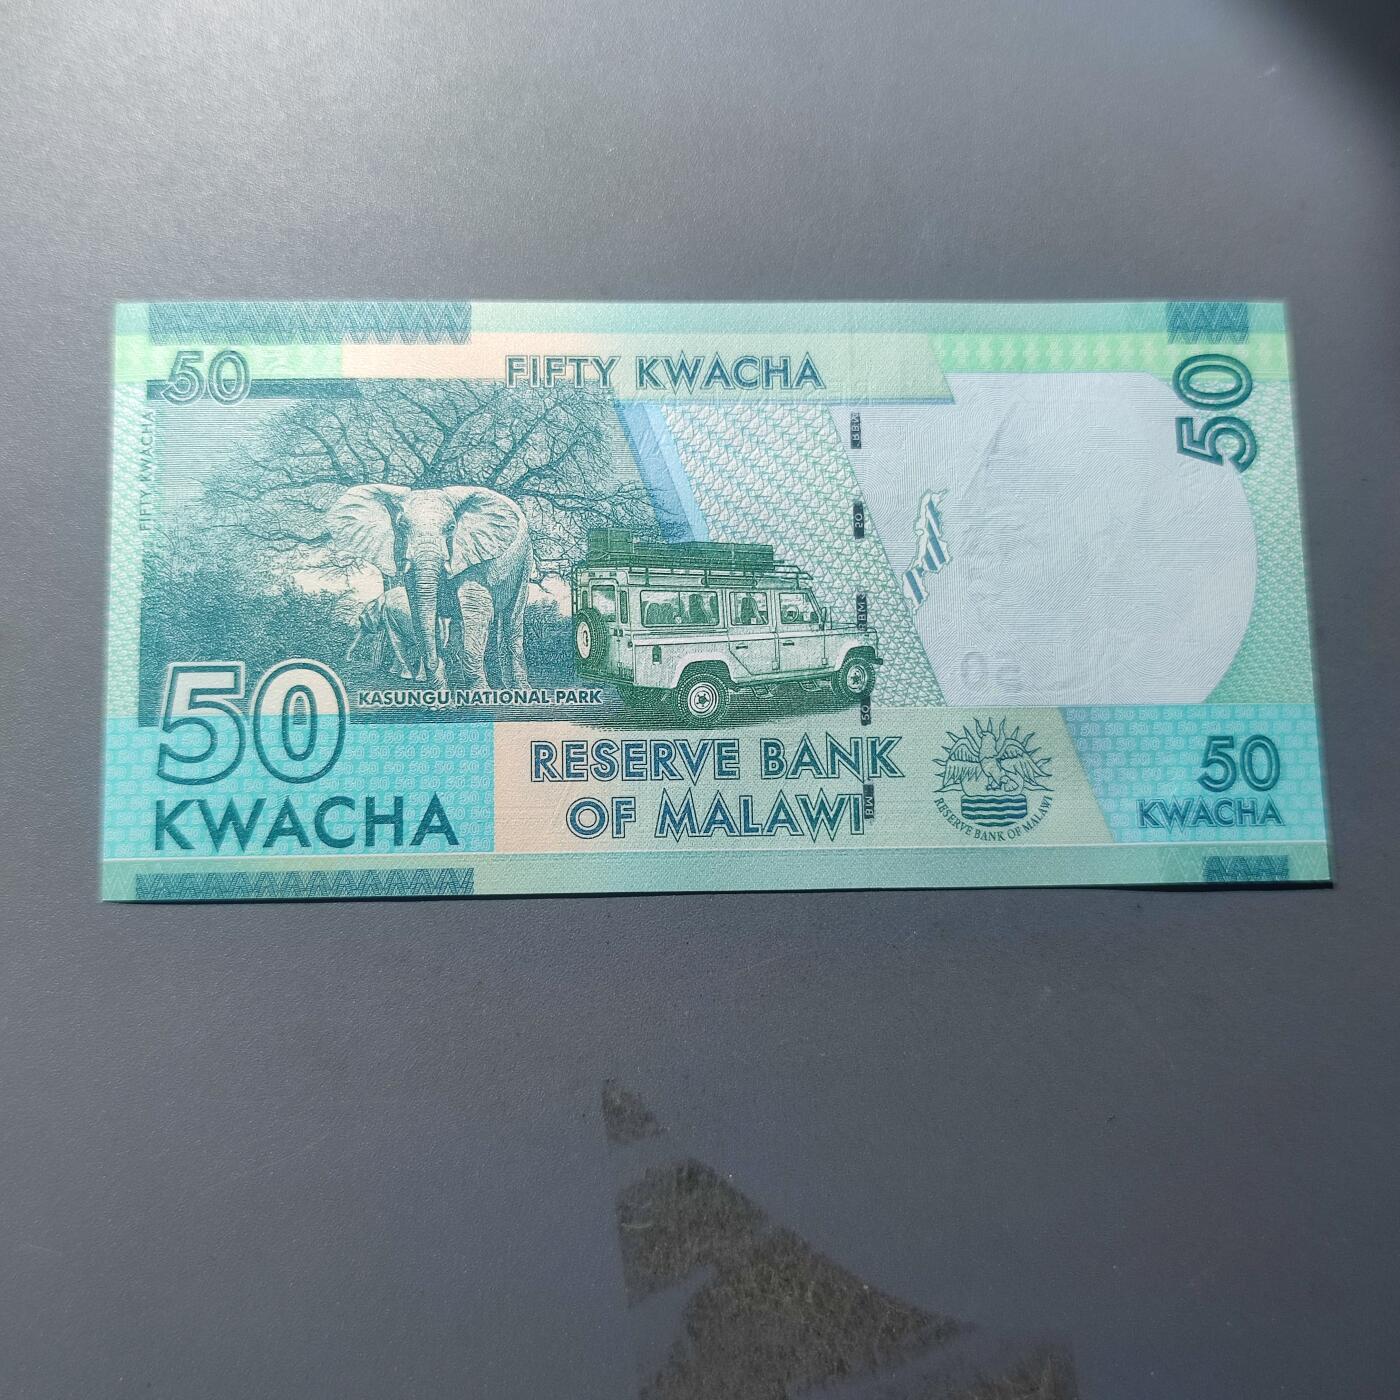 50
FIFTY KWACHA
50
FIFTY KWACHA
50
KWACHA
KASUNGU NATIONAL PARK
RESERVE BANK
OF MALAWI
RESERVE BANK OF MALAWI
50
KWACHA